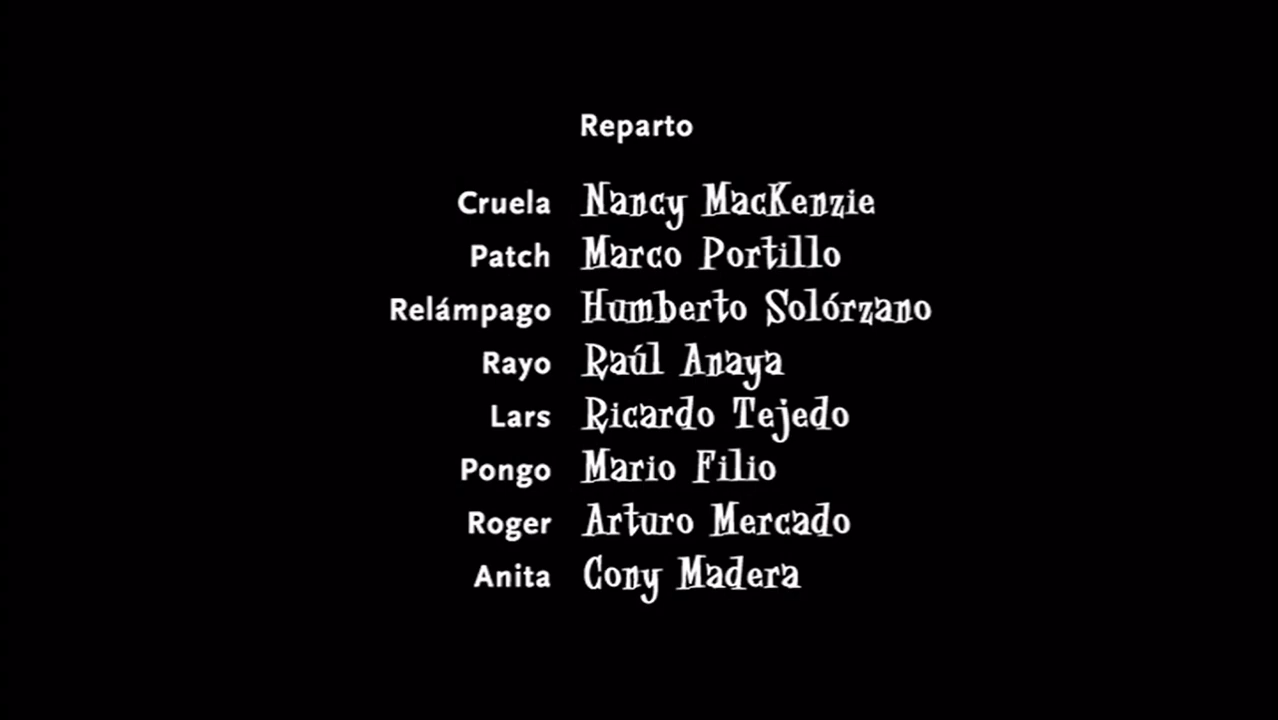 Reparto
Cruela Nancy MacKenzie
Patch Marco Portillo
Relámpago Humberto Solórzano
Rayo Raúl Anaya
Lars Ricardo Tejedo
Pongo Mario Filio
Roger Arturo Mercado
Anita Cony Madera